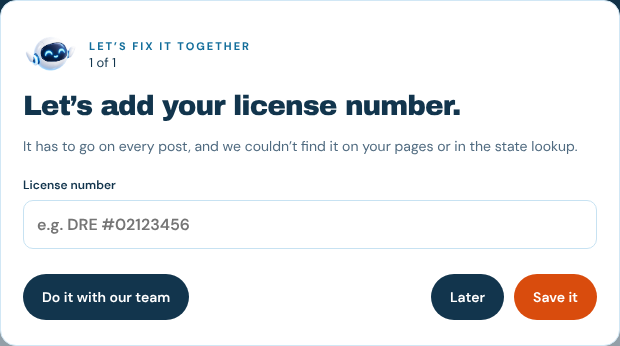 LET’S FIX IT TOGETHER
1 of 1
Let’s add your license number.
It has to go on every post, and we couldn’t find it on your pages or in the state lookup.
License number
e.g. DRE #02123456
Do it with our team
Later
Save it